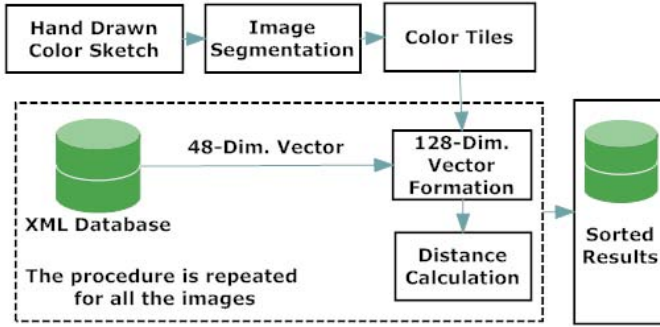 Hand Drawn
Color Sketch
Image
Segmentation
Color Tiles
48-Dim. Vector
128-Dim.
Vector
Formation
XML Database
Distance
Calculation
The procedure is repeated
for all the images
Sorted
Results